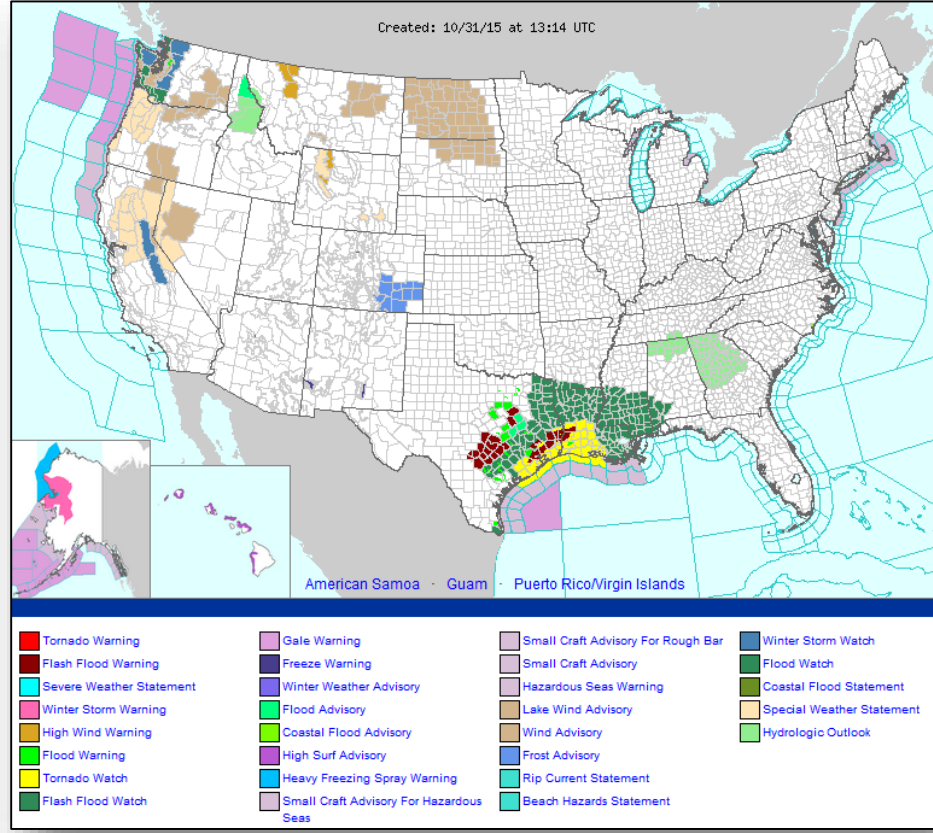 Created: 10/31/15 at 13:14 UTC
American Samoa · Guam · Puerto Rico/Virgin Islands
Tornado Warning
Flash Flood Warning
Severe Weather Statement
Winter Storm Warning
High Wind Warning
Flood Warning
Tornado Watch
Flash Flood Watch
Gale Warning
Freeze Warning
Winter Weather Advisory
Flood Advisory
Coastal Flood Advisory
High Surf Advisory
Heavy Freezing Spray Warning
Small Craft Advisory For Hazardous
Seas
Small Craft Advisory For Rough Bar
Small Craft Advisory
Hazardous Seas Warning
Lake Wind Advisory
Wind Advisory
Frost Advisory
Rip Current Statement
Beach Hazards Statement
Winter Storm Watch
Flood Watch
Coastal Flood Statement
Special Weather Statement
Hydrologic Outlook